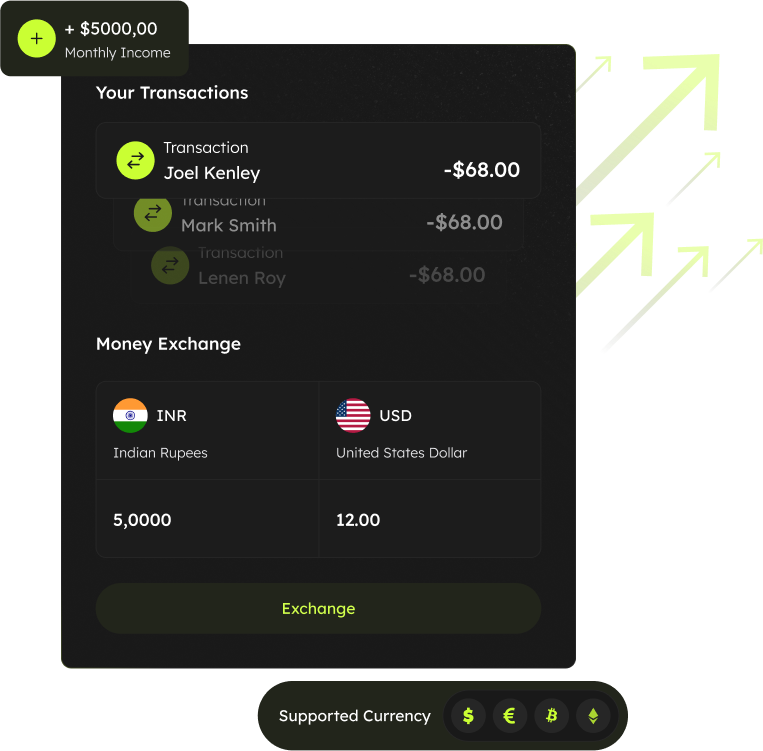 + $5000,00
Monthly Income
Your Transactions
Transaction
Joel Kenley
-$68.00
Transaction
Mark Smith
-$68.00
Transaction
Lenen Roy
-$68.00
Money Exchange
INR
Indian Rupees
USD
United States Dollar
5,0000
12.00
Exchange
Supported Currency